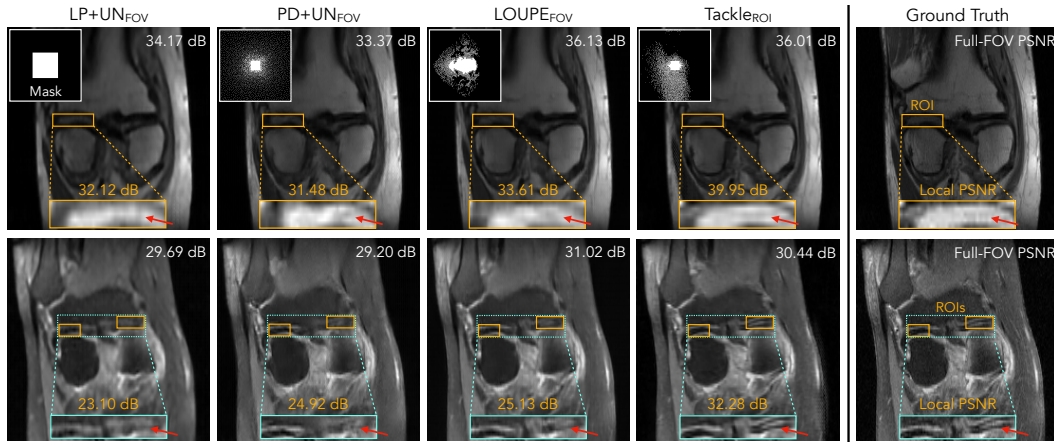 LP+UNFOV
PD+UNFOV
LOUPEFOV
TackleROI
Ground Truth
34.17 dB
33.37 dB
36.13 dB
36.01 dB
Full-FOV PSNR
Mask
ROI
32.12 dB
31.48 dB
33.61 dB
39.95 dB
Local PSNR
29.69 dB
29.20 dB
31.02 dB
30.44 dB
Full-FOV PSNR
ROIs
23.10 dB
24.92 dB
25.13 dB
32.28 dB
Local PSNR